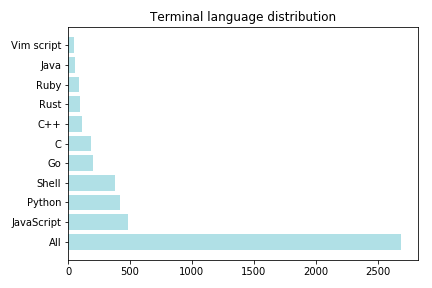 Terminal language distribution
Vim script
Java
Ruby
Rust
C++
C
Go
Shell
Python
JavaScript
All
0 500 1000 1500 2000 2500